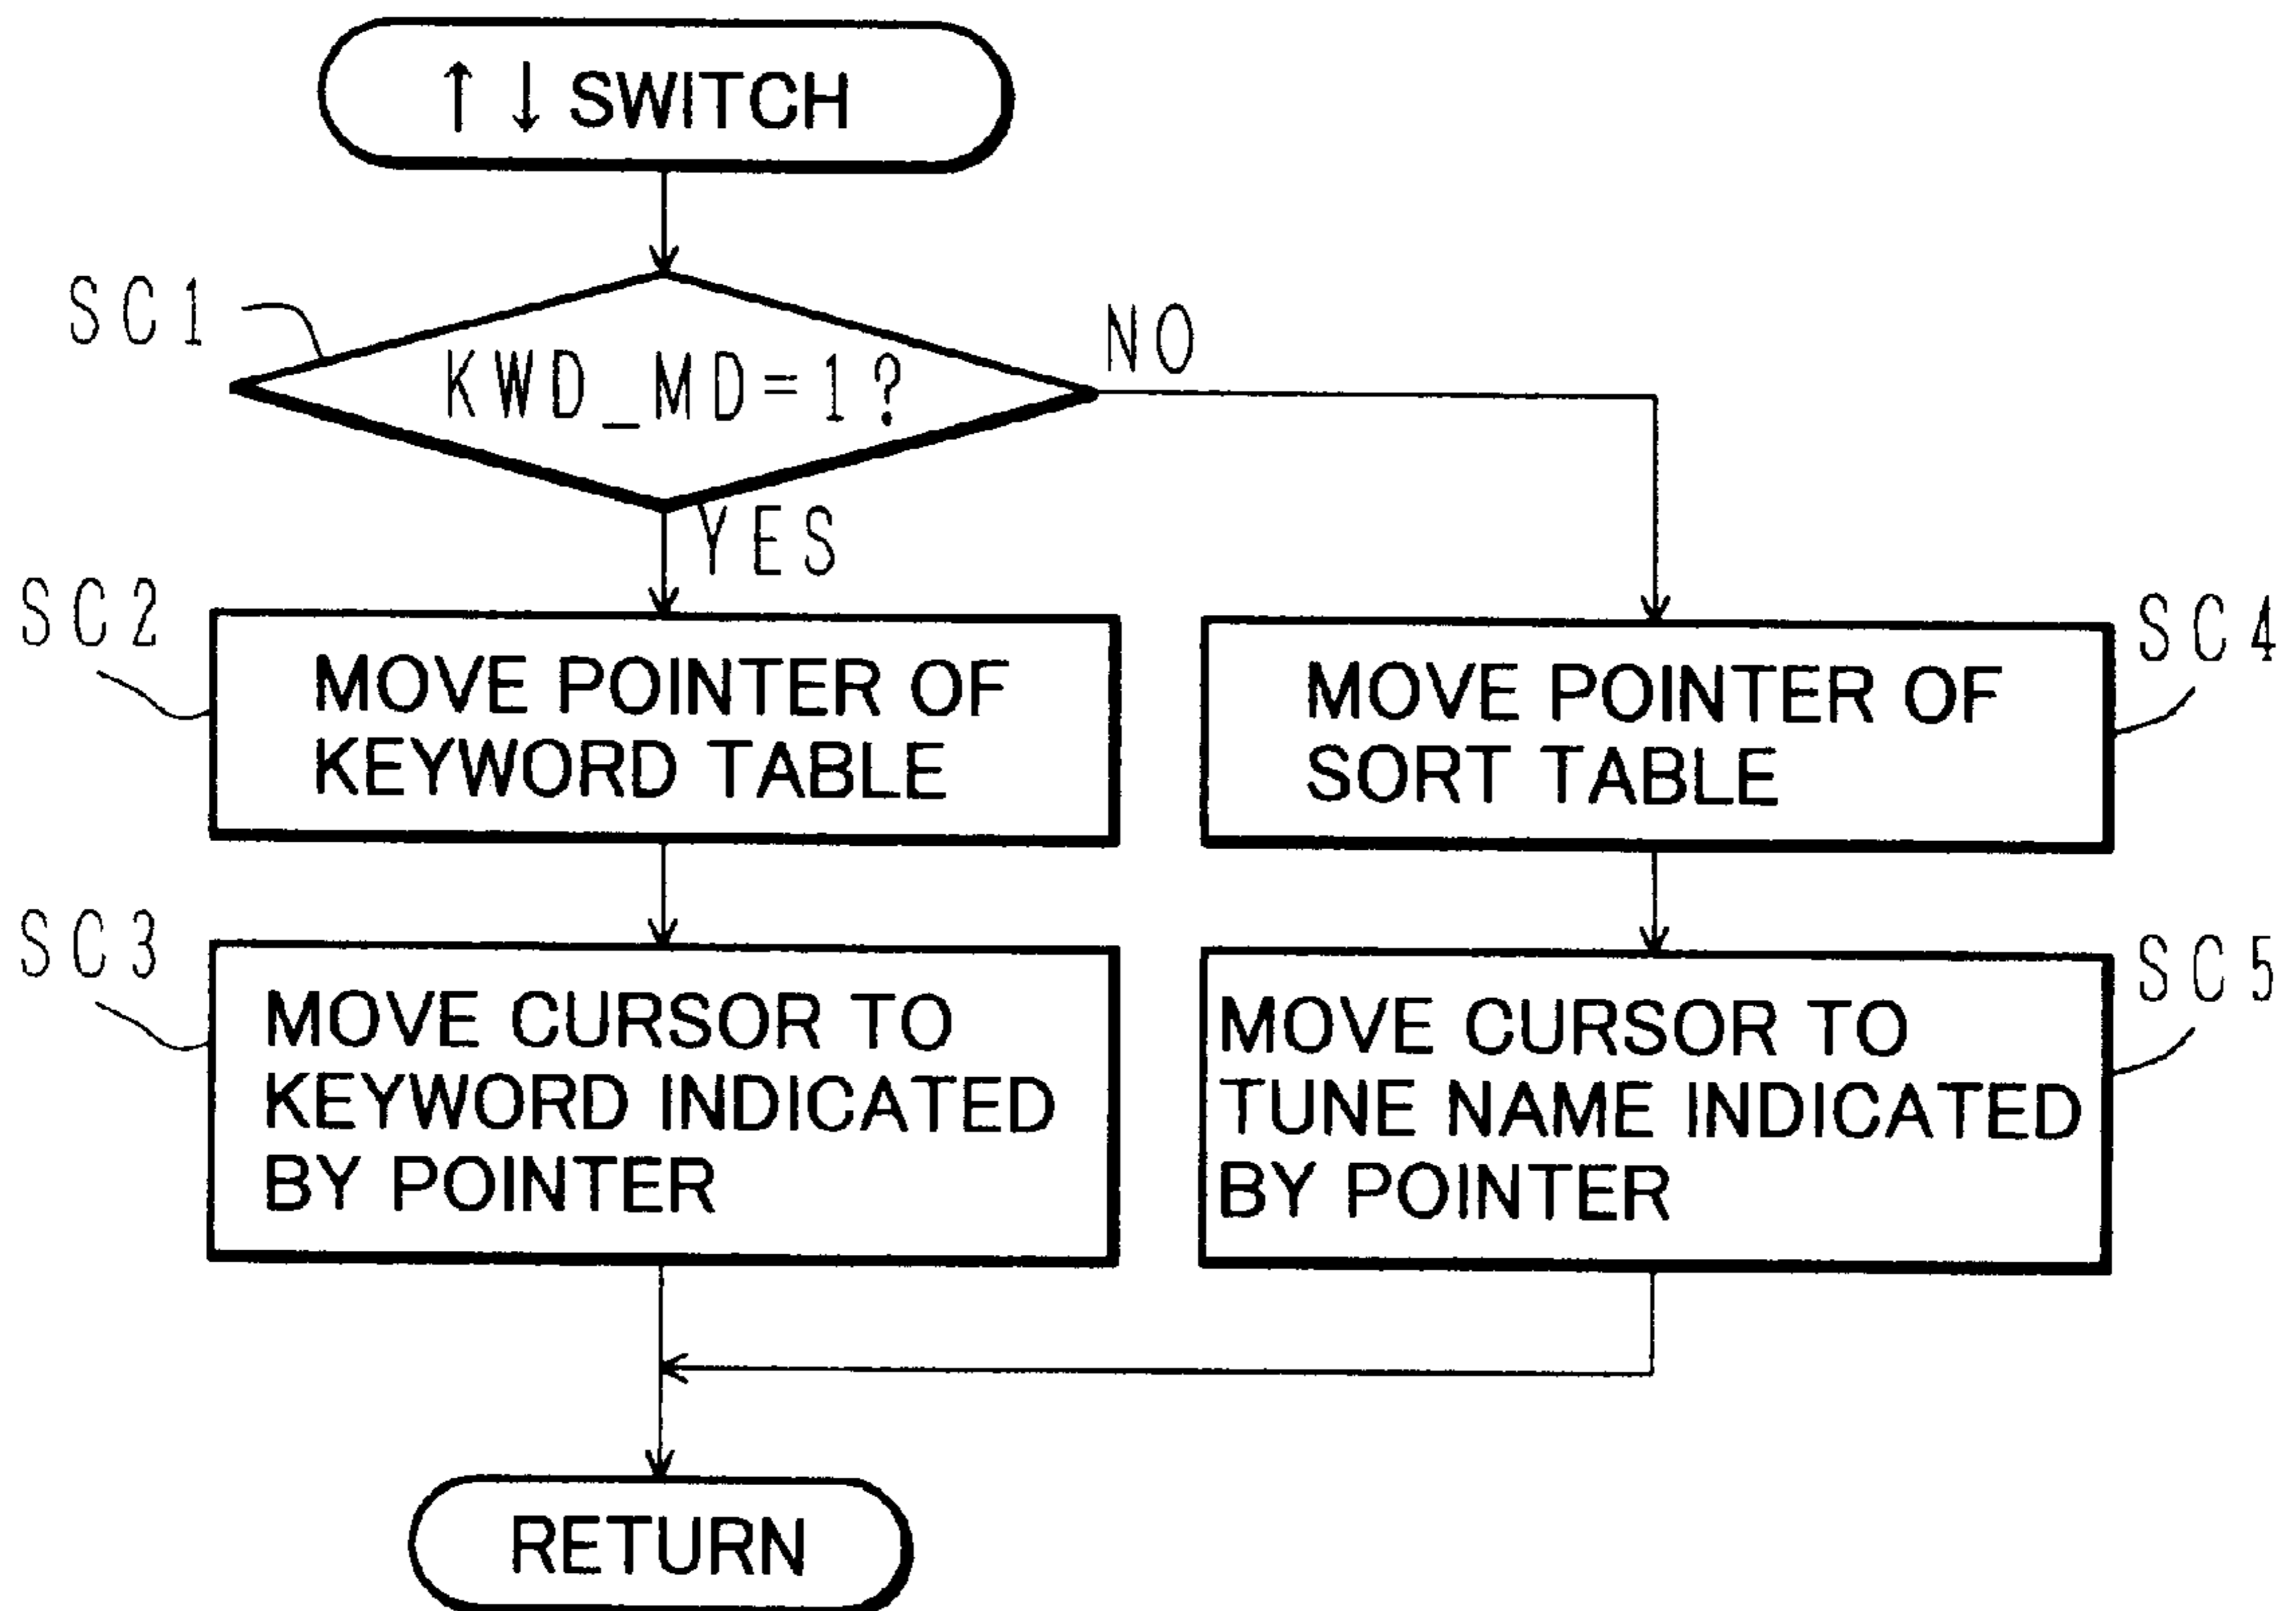 ↑ ↓ SWITCH
SC1
KWD_MD=1?
NO
YES
SC2
MOVE POINTER OF
KEYWORD TABLE
SC4
MOVE POINTER OF
SORT TABLE
SC3
MOVE CURSOR TO
KEYWORD INDICATED
BY POINTER
SC5
MOVE CURSOR TO
TUNE NAME INDICATED
BY POINTER
RETURN